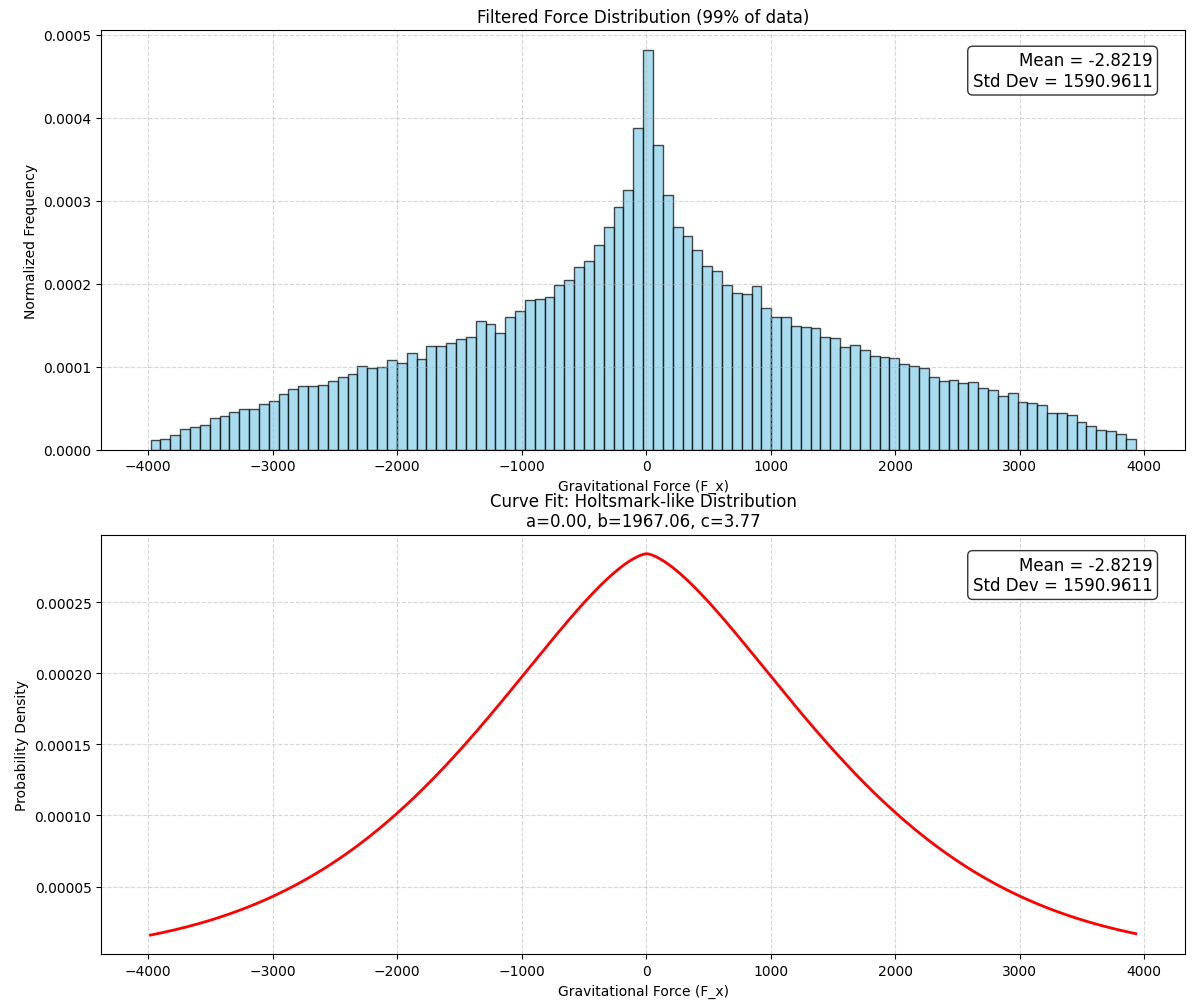 Filtered Force Distribution (99% of data)
0.0005
0.0004
0.0003
0.0002
0.0001
0.0000
Normalized Frequency
Mean = -2.8219
Std Dev = 1590.9611
−4000
−3000
−2000
−1000
0
1000
2000
3000
4000
Gravitational Force (F_x)
Curve Fit: Holtsmark-like Distribution
a=0.00, b=1967.06, c=3.77
0.00025
0.00020
0.00015
0.00010
0.00005
Probability Density
Mean = -2.8219
Std Dev = 1590.9611
−4000
−3000
−2000
−1000
0
1000
2000
3000
4000
Gravitational Force (F_x)